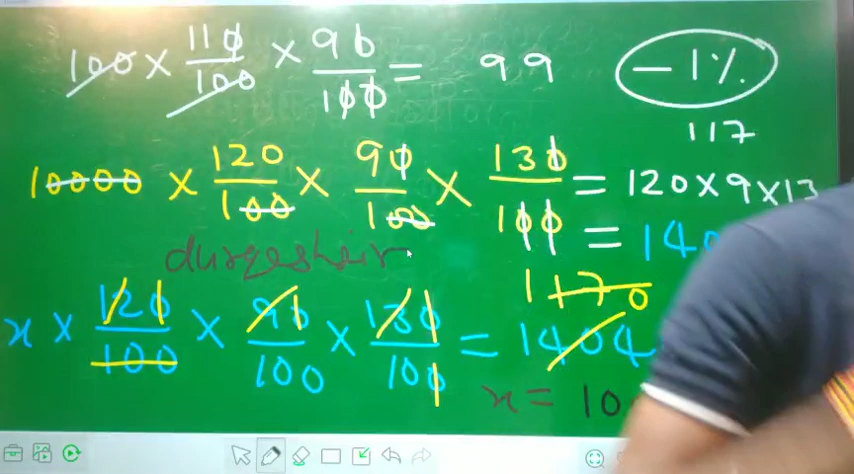 100 × 110/100 × 90/100 = 99 −1%
117
10000 × 120/100 × 90/100 × 130/100 = 120×9×13
= 140
durgeshsir
1170
x × 120/100 × 90/100 × 130/100 = 1404
x = 10